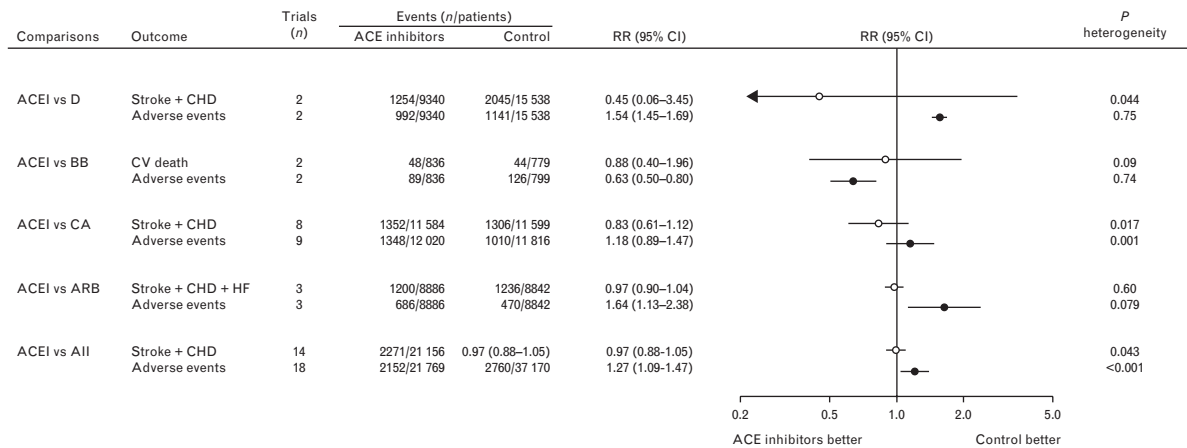 Trials Events (n/patients) P
Comparisons Outcome (n) ACE inhibitors Control RR (95% CI) RR (95% CI) heterogeneity
ACEI vs D Stroke + CHD 2 1254/9340 2045/15 538 0.45 (0.06–3.45) 0.044
Adverse events 2 992/9340 1141/15 538 1.54 (1.45–1.69) 0.75
ACEI vs BB CV death 2 48/836 44/779 0.88 (0.40–1.96) 0.09
Adverse events 2 89/836 126/799 0.63 (0.50–0.80) 0.74
ACEI vs CA Stroke + CHD 8 1352/11 584 1306/11 599 0.83 (0.61–1.12) 0.017
Adverse events 9 1348/12 020 1010/11 816 1.18 (0.89–1.47) 0.001
ACEI vs ARB Stroke + CHD + HF 3 1200/8886 1236/8842 0.97 (0.90–1.04) 0.60
Adverse events 3 686/8886 470/8842 1.64 (1.13–2.38) 0.079
ACEI vs All Stroke + CHD 14 2271/21 156 0.97 (0.88–1.05) 0.97 (0.88-1.05) 0.043
Adverse events 18 2152/21 769 2760/37 170 1.27 (1.09-1.47) <0.001
0.2 0.5 1.0 2.0 5.0
ACE inhibitors better Control better